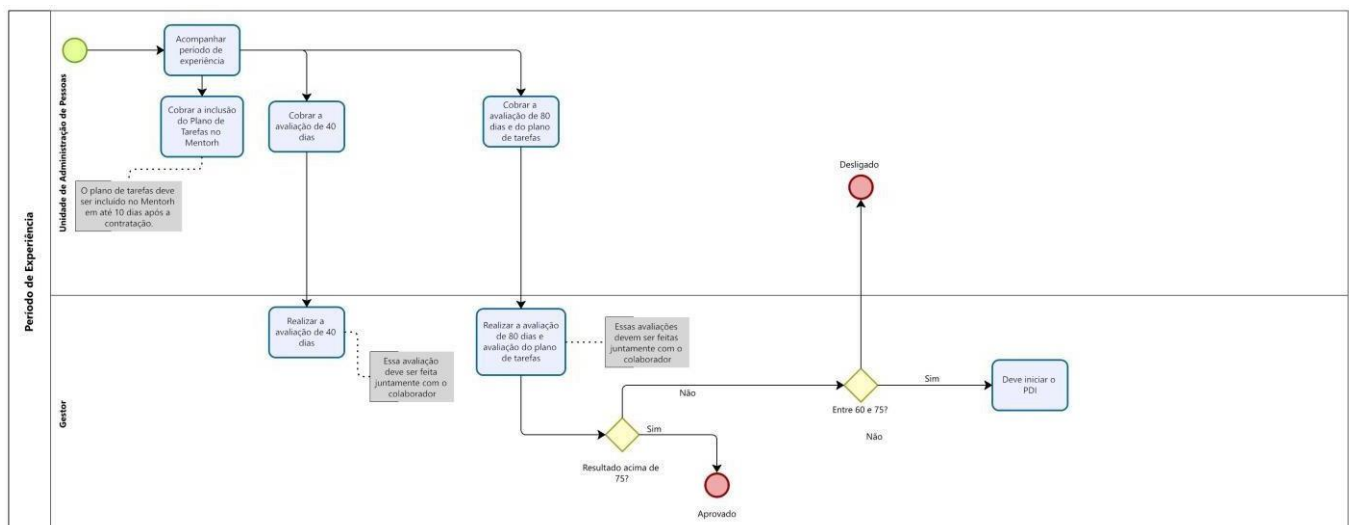 Período de Experiência
Unidade de Administração de Pessoas
Acompanhar
período de
experiência
Cobrar a inclusão
do Plano de
Tarefas no
Mentorh
O plano de tarefas deve
ser incluído no Mentorh
em até 10 dias após a
contratação.
Cobrar a
avaliação de 40
dias
Cobrar a
avaliação de 80
dias e do plano
de tarefas
Desligado
Gestor
Realizar a
avaliação de 40
dias
Essa avaliação
deve ser feita
juntamente com o
colaborador
Realizar a avaliação
de 80 dias e
avaliação do plano
de tarefas
Essas avaliações
devem ser feitas
juntamente com o
colaborador
Resultado acima de
75?
Sim
Aprovado
Não
Entre 60 e 75?
Sim
Deve iniciar o
PDI
Não